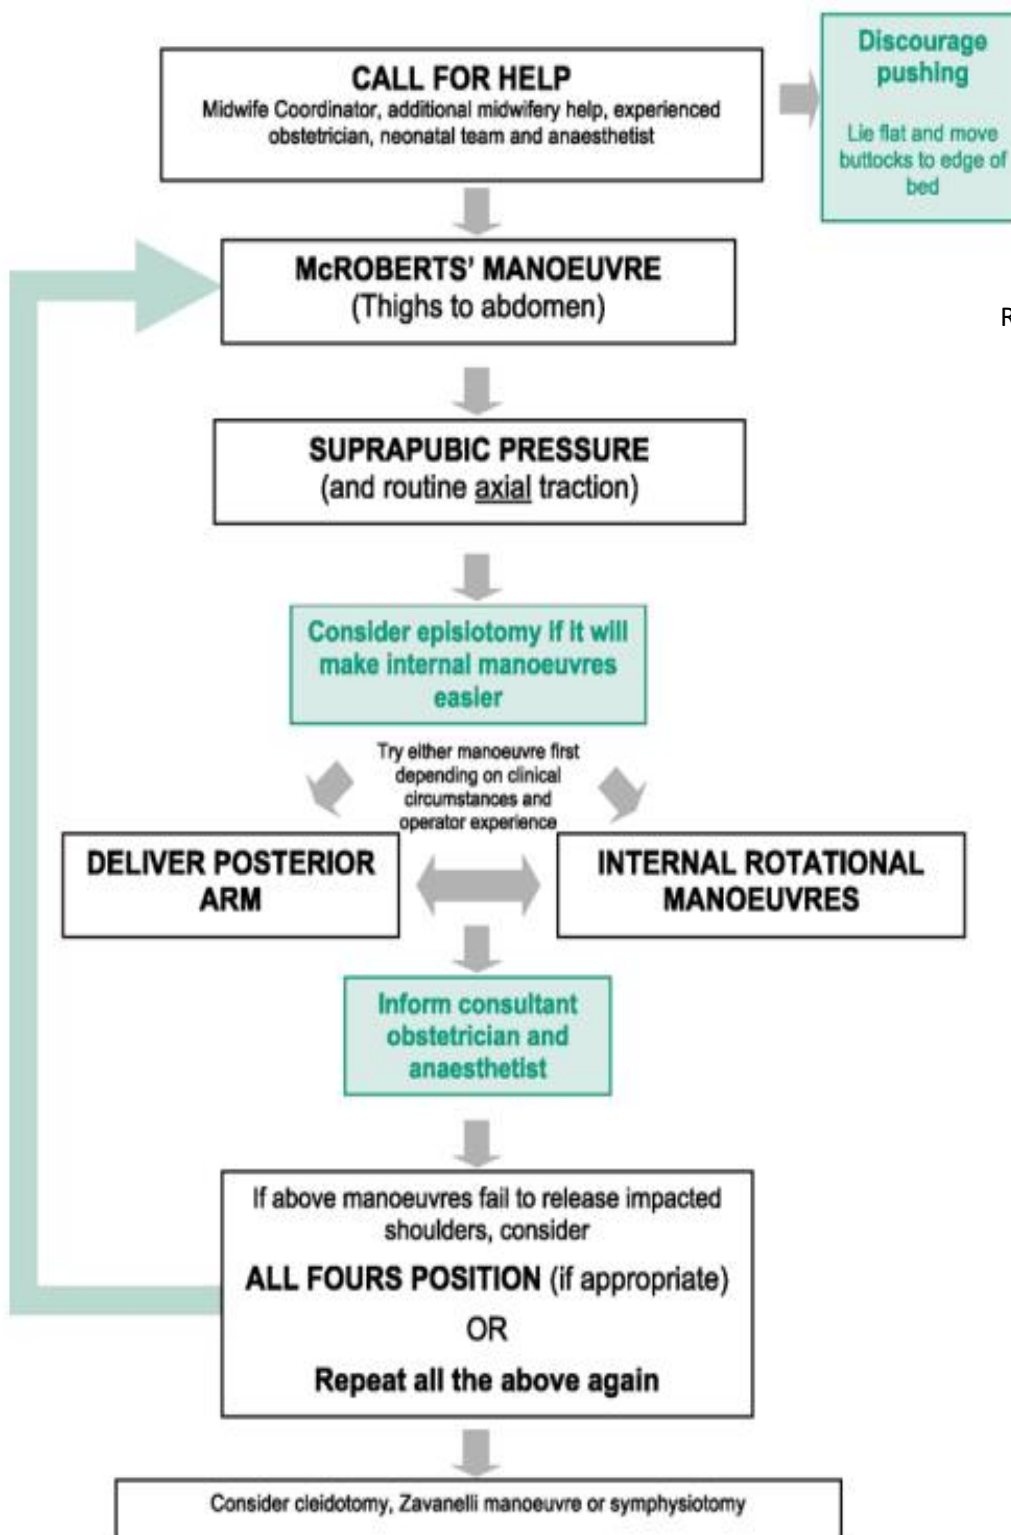 CALL FOR HELP
Midwife Coordinator, additional midwifery help, experienced
obstetrician, neonatal team and anaesthetist
Discourage
pushing
Lie flat and move
buttocks to edge of
bed
McROBERTS' MANOEUVRE
(Thighs to abdomen)
R
SUPRAPUBIC PRESSURE
(and routine axial traction)
Consider episiotomy if it will
make internal manoeuvres
easier
Try either manoeuvre first
depending on clinical
circumstances and
operator experience
DELIVER POSTERIOR
ARM
INTERNAL ROTATIONAL
MANOEUVRES
Inform consultant
obstetrician and
anaesthetist
If above manoeuvres fail to release impacted
shoulders, consider
ALL FOURS POSITION (if appropriate)
OR
Repeat all the above again
Consider cleidotomy, Zavanelli manoeuvre or symphysiotomy